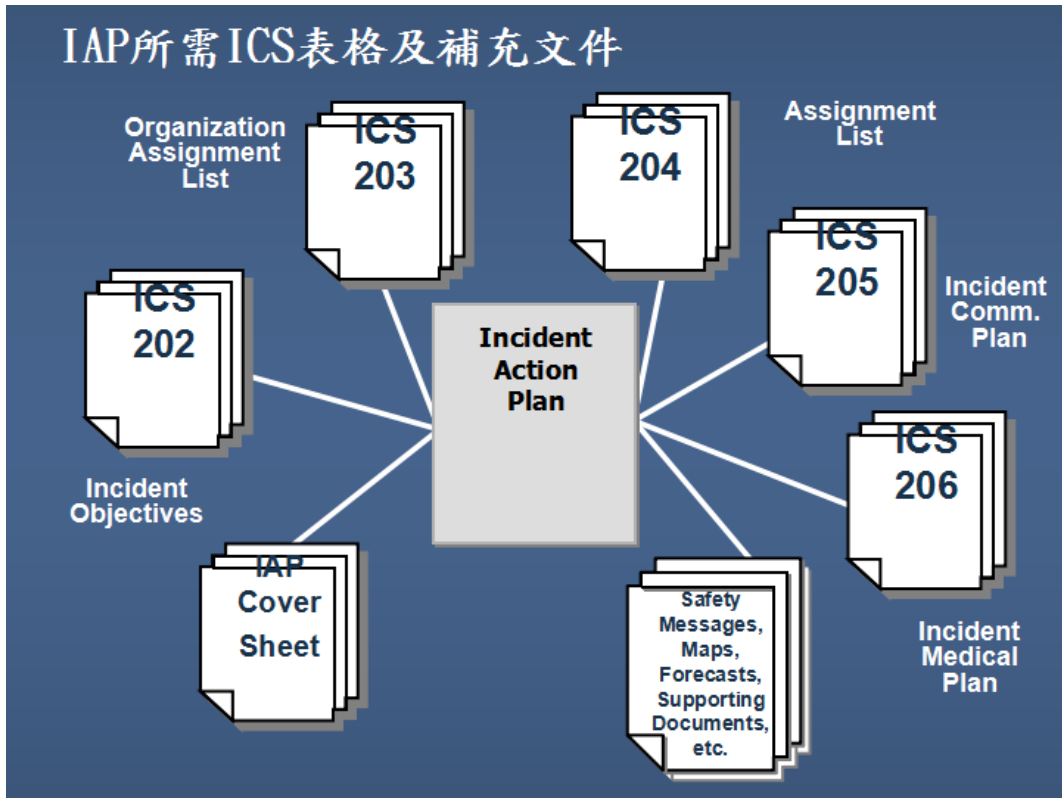 IAP所需ICS表格及補充文件
Organization
Assignment
List
ICS
203
ICS
204
Assignment
List
ICS
202
Incident
Objectives
Incident
Action
Plan
ICS
205
Incident
Comm.
Plan
ICS
206
Incident
Medical
Plan
IAP
Cover
Sheet
Safety
Messages,
Maps,
Forecasts,
Supporting
Documents,
etc.